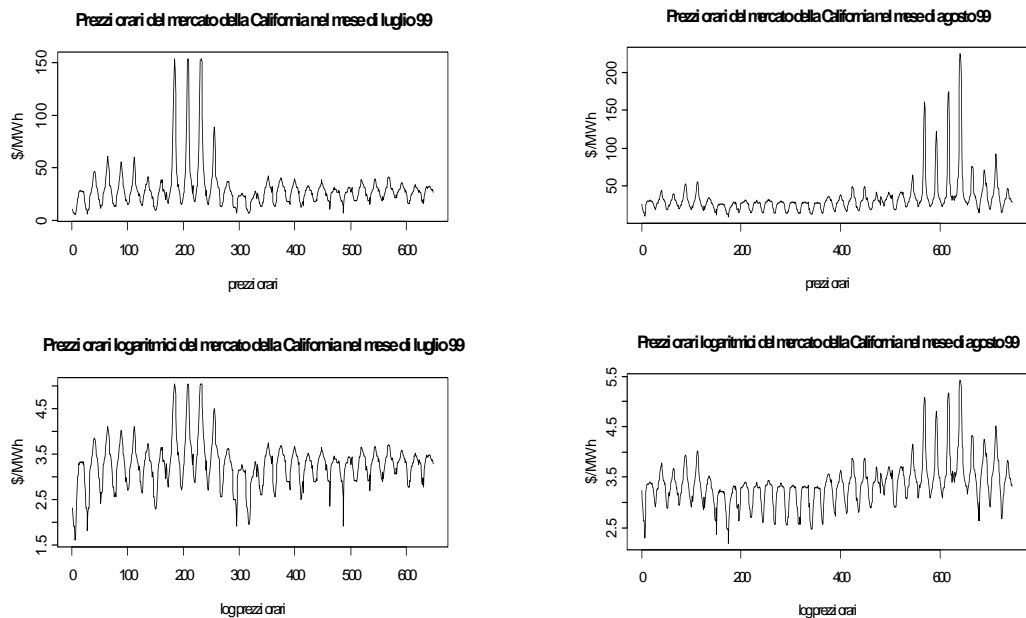 Prezzi orari del mercato della California nel mese di luglio 99
$/MWh
150
100
50
0
0 100 200 300 400 500 600
prezzi orari
Prezzi orari del mercato della California nel mese di agosto 99
$/MWh
200
150
100
50
0 200 400 600
prezzi orari
Prezzi orari logaritmici del mercato della California nel mese di luglio 99
$/MWh
4.5
3.5
2.5
1.5
0 100 200 300 400 500 600
log prezzi orari
Prezzi orari logaritmici del mercato della California nel mese di agosto 99
$/MWh
5.5
4.5
3.5
2.5
0 200 400 600
log prezzi orari